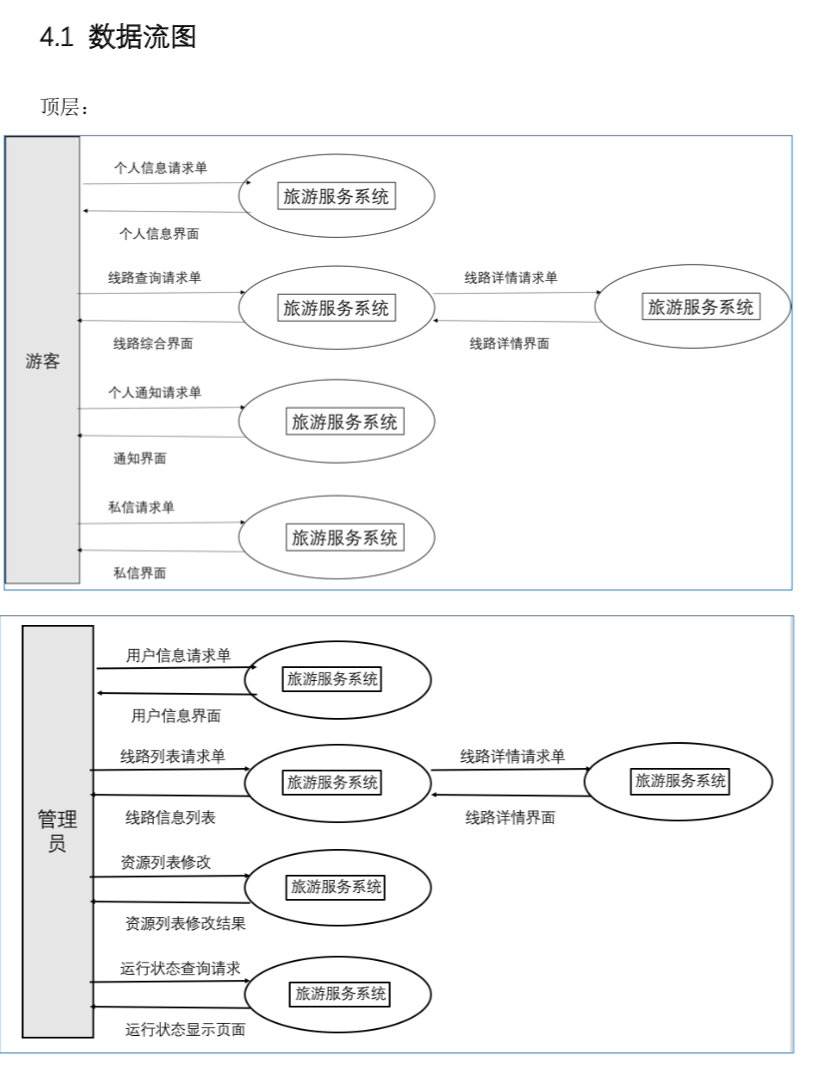 4.1 数据流图
顶层：
个人信息请求单
旅游服务系统
个人信息界面
线路查询请求单
线路详情请求单
旅游服务系统
旅游服务系统
线路综合界面
线路详情界面
游客
个人通知请求单
旅游服务系统
通知界面
私信请求单
旅游服务系统
私信界面
用户信息请求单
旅游服务系统
用户信息界面
线路列表请求单
线路详情请求单
旅游服务系统
旅游服务系统
线路信息列表
线路详情界面
管理
员
资源列表修改
旅游服务系统
资源列表修改结果
运行状态查询请求
旅游服务系统
运行状态显示页面